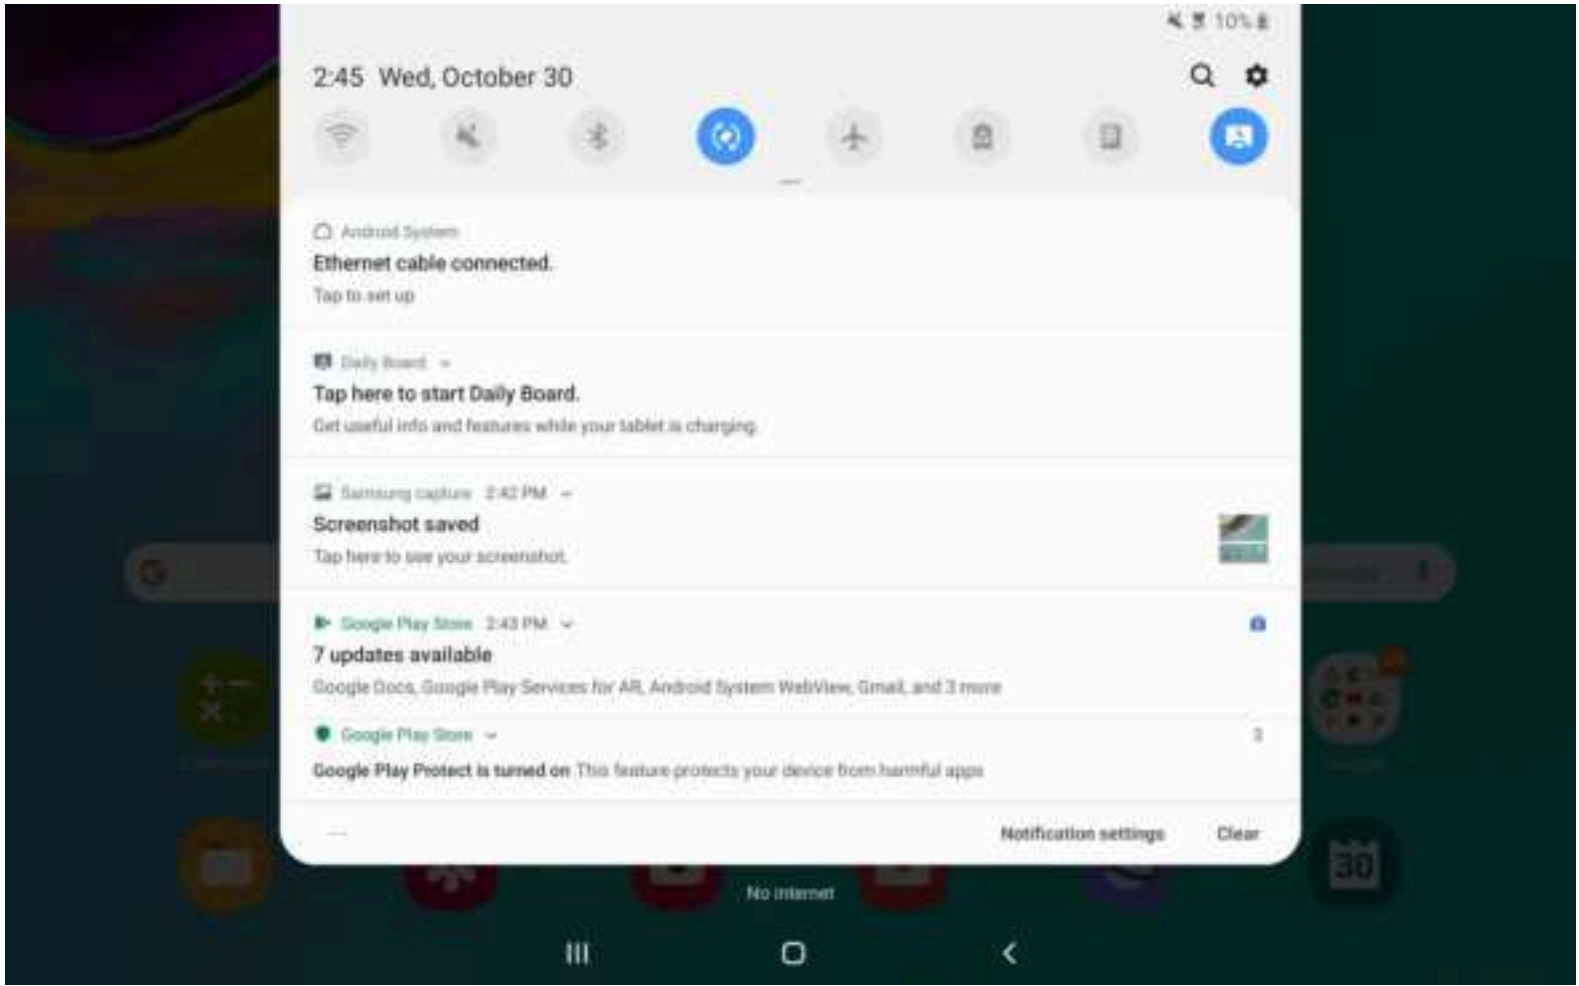 10%
2:45 Wed, October 30
Android System
Ethernet cable connected.
Tap to set up
Daily Board
Tap here to start Daily Board.
Get useful info and features while your tablet is charging.
Samsung capture 2:42 PM
Screenshot saved
Tap here to see your screenshot.
Google Play Store 2:43 PM
7 updates available
Google Docs, Google Play Services for AR, Android System WebView, Gmail, and 3 more
Google Play Store 3
Google Play Protect is turned on This feature protects your device from harmful apps
Notification settings Clear
30
No internet